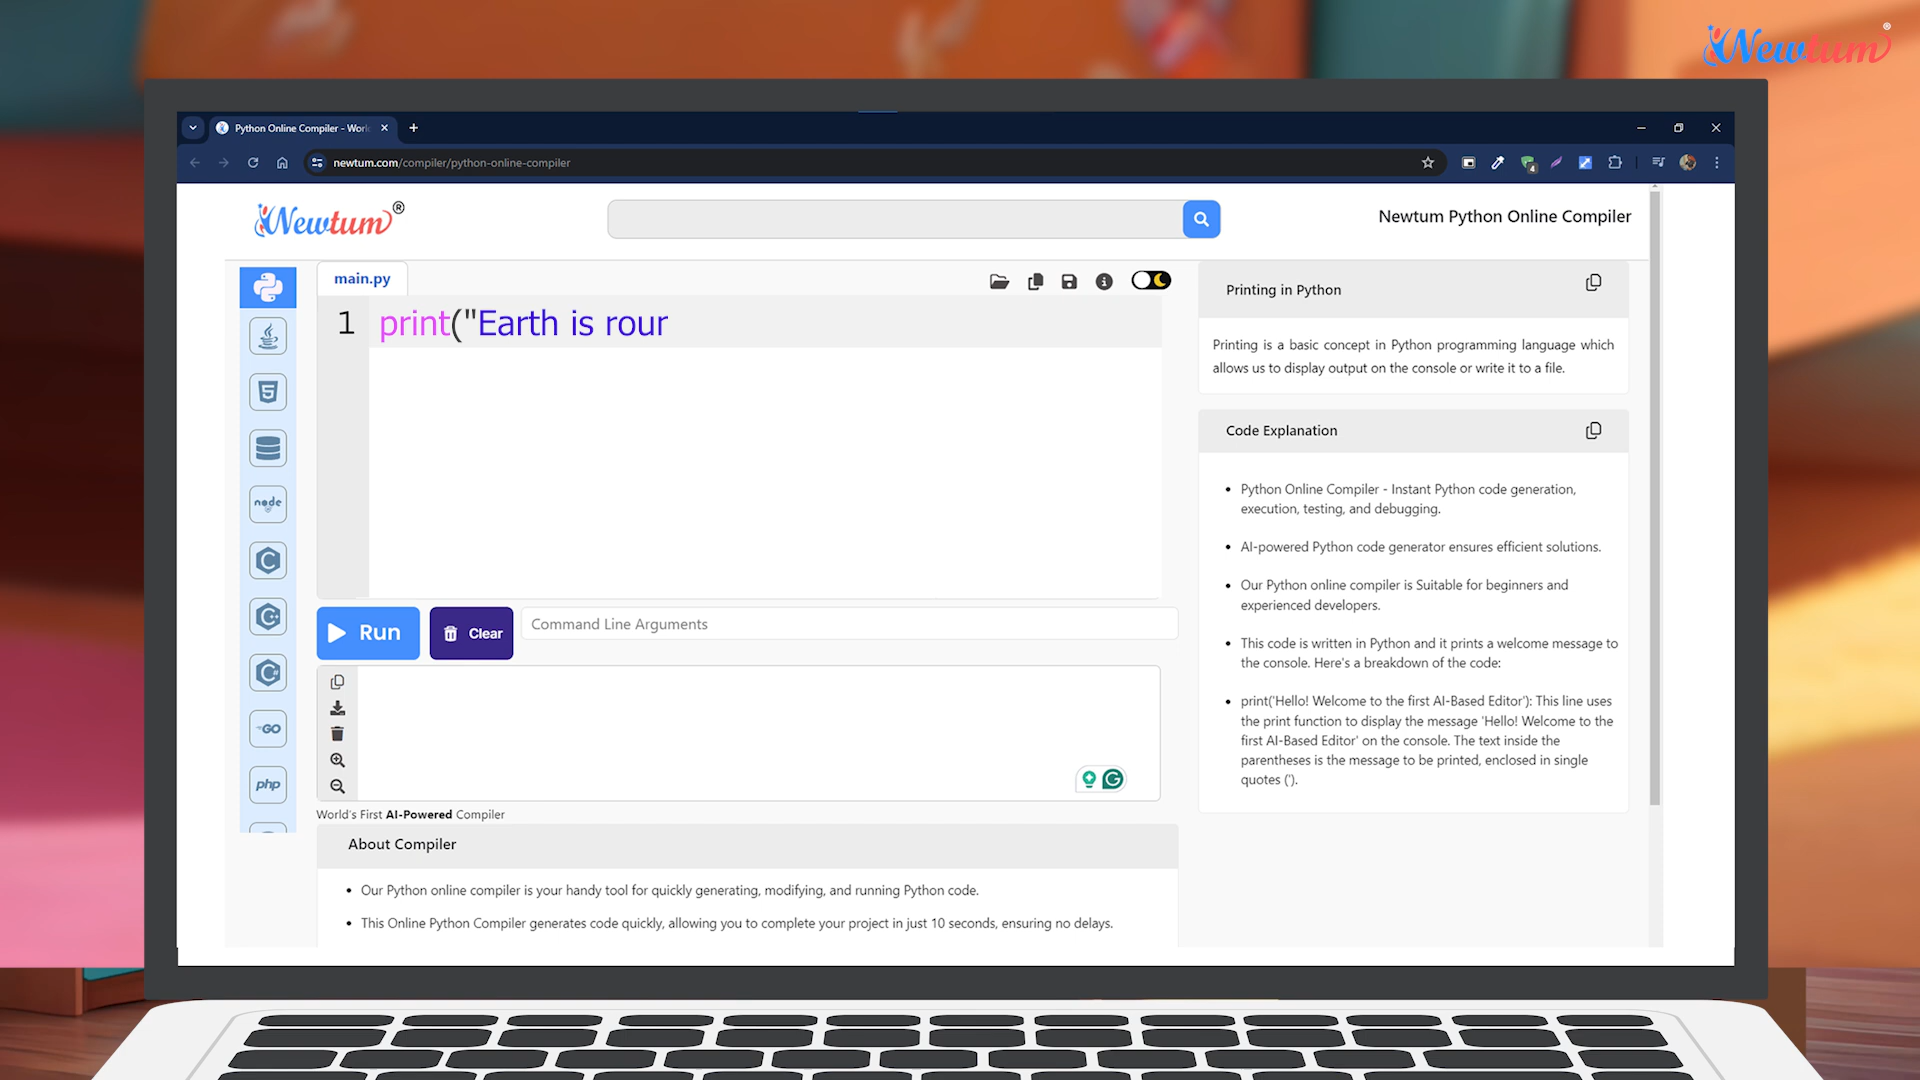 Newtum®
Python Online Compiler - Worl
newtum.com/compiler/python-online-compiler
4
Newtum®
Newtum Python Online Compiler
main.py
1 print("Earth is rour
Run
Clear
Command Line Arguments
World's First AI-Powered Compiler
About Compiler
• Our Python online compiler is your handy tool for quickly generating, modifying, and running Python code.
• This Online Python Compiler generates code quickly, allowing you to complete your project in just 10 seconds, ensuring no delays.
5
node
C
C++
C#
GO
php
G
Printing in Python
Printing is a basic concept in Python programming language which
allows us to display output on the console or write it to a file.
Code Explanation
• Python Online Compiler - Instant Python code generation,
execution, testing, and debugging.
• AI-powered Python code generator ensures efficient solutions.
• Our Python online compiler is Suitable for beginners and
experienced developers.
• This code is written in Python and it prints a welcome message to
the console. Here's a breakdown of the code:
• print('Hello! Welcome to the first AI-Based Editor'): This line uses
the print function to display the message 'Hello! Welcome to the
first AI-Based Editor' on the console. The text inside the
parentheses is the message to be printed, enclosed in single
quotes (').